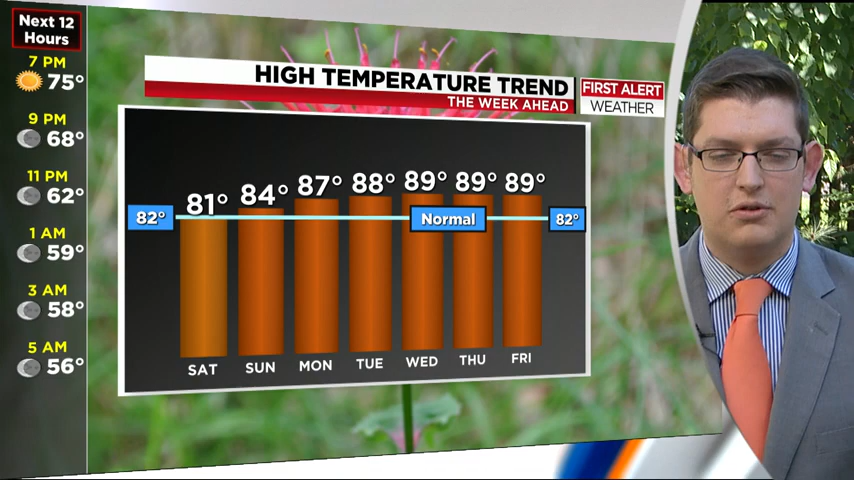 Next 12
Hours
7 PM
75°
9 PM
68°
11 PM
62°
1 AM
59°
3 AM
58°
5 AM
56°
HIGH TEMPERATURE TREND
THE WEEK AHEAD
FIRST ALERT
WEATHER
81° 84° 87° 88° 89° 89° 89°
82° Normal 82°
SAT SUN MON TUE WED THU FRI